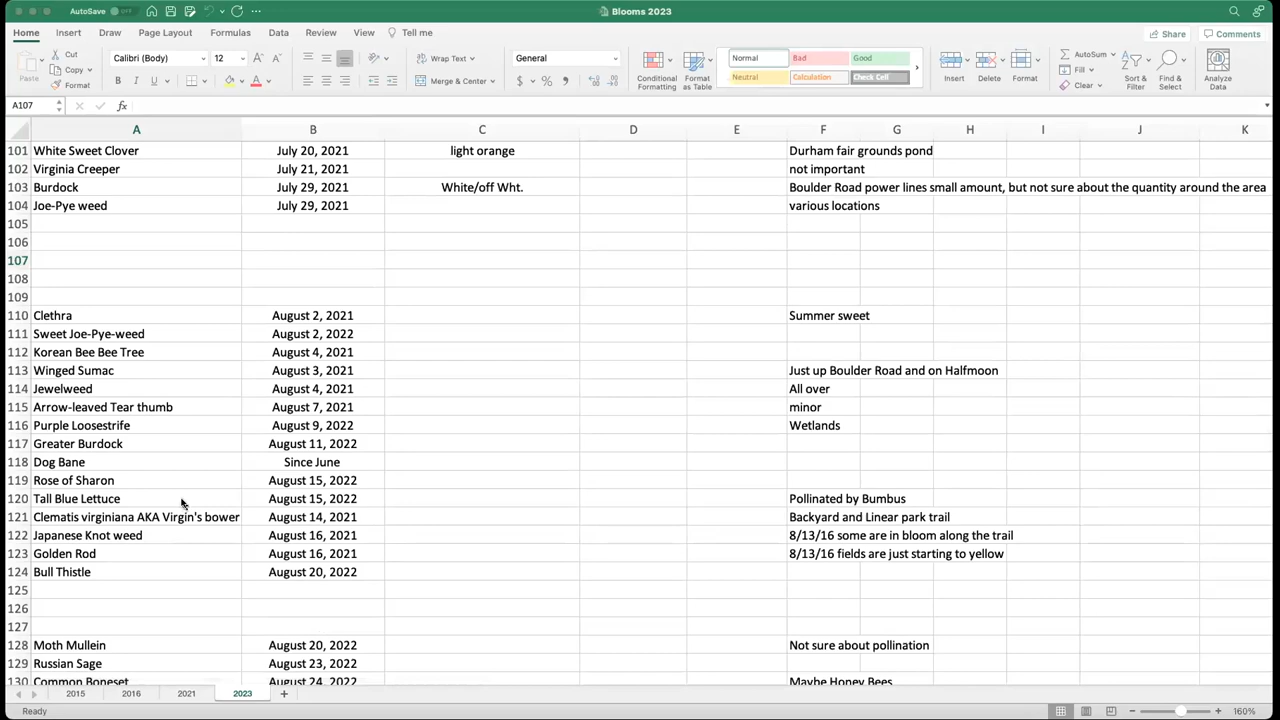 AutoSave
Blooms 2023
Home Insert Draw Page Layout Formulas Data Review View Tell me
Share Comments
Paste
Cut
Copy
Format
Calibri (Body) 12
Wrap Text
Merge & Center
General
Conditional Formatting
Format as Table
Normal Bad Good
Neutral Calculation Check Cell
Insert Delete Format
AutoSum
Fill
Clear
Sort & Filter
Find & Select
Analyze Data
A107 fx
A B C D E F G H I J K
101 White Sweet Clover July 20, 2021 light orange Durham fair grounds pond
102 Virginia Creeper July 21, 2021 not important
103 Burdock July 29, 2021 White/off Wht. Boulder Road power lines small amount, but not sure about the quantity around the area
104 Joe-Pye weed July 29, 2021 various locations
105
106
107
108
109
110 Clethra August 2, 2021 Summer sweet
111 Sweet Joe-Pye-weed August 2, 2022
112 Korean Bee Bee Tree August 4, 2021
113 Winged Sumac August 3, 2021 Just up Boulder Road and on Halfmoon
114 Jewelweed August 4, 2021 All over
115 Arrow-leaved Tear thumb August 7, 2021 minor
116 Purple Loosestrife August 9, 2022 Wetlands
117 Greater Burdock August 11, 2022
118 Dog Bane Since June
119 Rose of Sharon August 15, 2022
120 Tall Blue Lettuce August 15, 2022 Pollinated by Bumbus
121 Clematis virginiana AKA Virgin's bower August 14, 2021 Backyard and Linear park trail
122 Japanese Knot weed August 16, 2021 8/13/16 some are in bloom along the trail
123 Golden Rod August 16, 2021 8/13/16 fields are just starting to yellow
124 Bull Thistle August 20, 2022
125
126
127
128 Moth Mullein August 20, 2022 Not sure about pollination
129 Russian Sage August 23, 2022
130 Common Boneset August 24, 2022 Maybe Honey Bees
2015 2016 2021 2023
Ready 160%